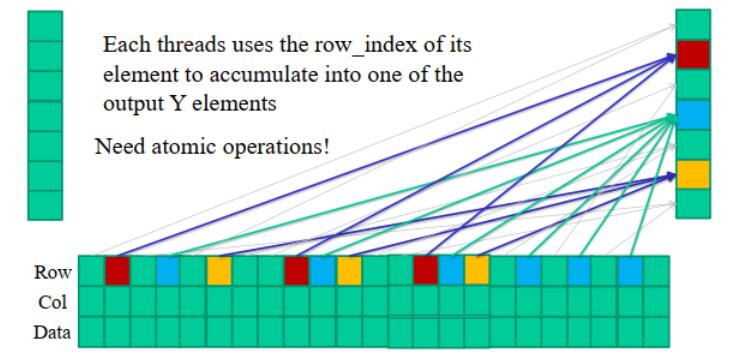 Each threads uses the row_index of its
element to accumulate into one of the
output Y elements
Need atomic operations!
Row
Col
Data